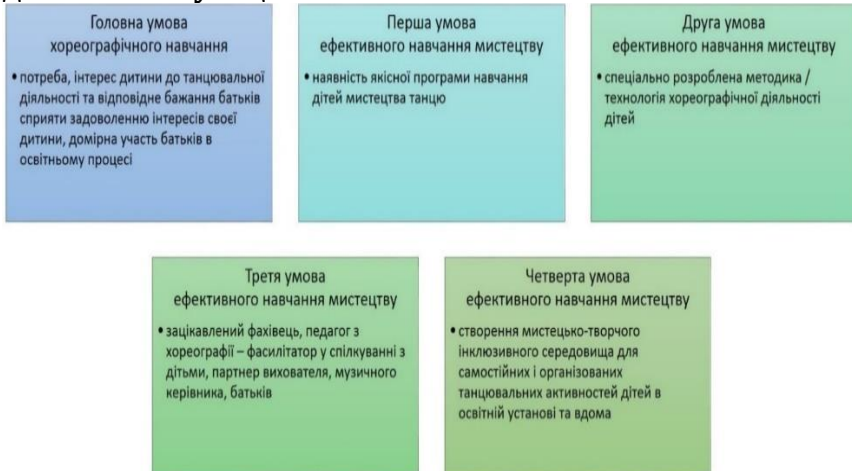 Головна умова
хореографічного навчання
• потреба, інтерес дитини до танцювальної
діяльності та відповідне бажання батьків
сприяти задоволенню інтересів своєї
дитини, домірна участь батьків в
освітньому процесі
Перша умова
ефективного навчання мистецтву
• наявність якісної програми навчання
дітей мистецтва танцю
Друга умова
ефективного навчання мистецтву
• спеціально розроблена методика /
технологія хореографічної діяльності
дітей
Третя умова
ефективного навчання мистецтву
• зацікавлений фахівець, педагог з
хореографії – фасилітатор у спілкуванні з
дітьми, партнер вихователя, музичного
керівника, батьків
Четверта умова
ефективного навчання мистецтву
• створення мистецько-творчого
інклюзивного середовища для
самостійних і організованих
танцювальних активностей дітей в
освітній установі та вдома